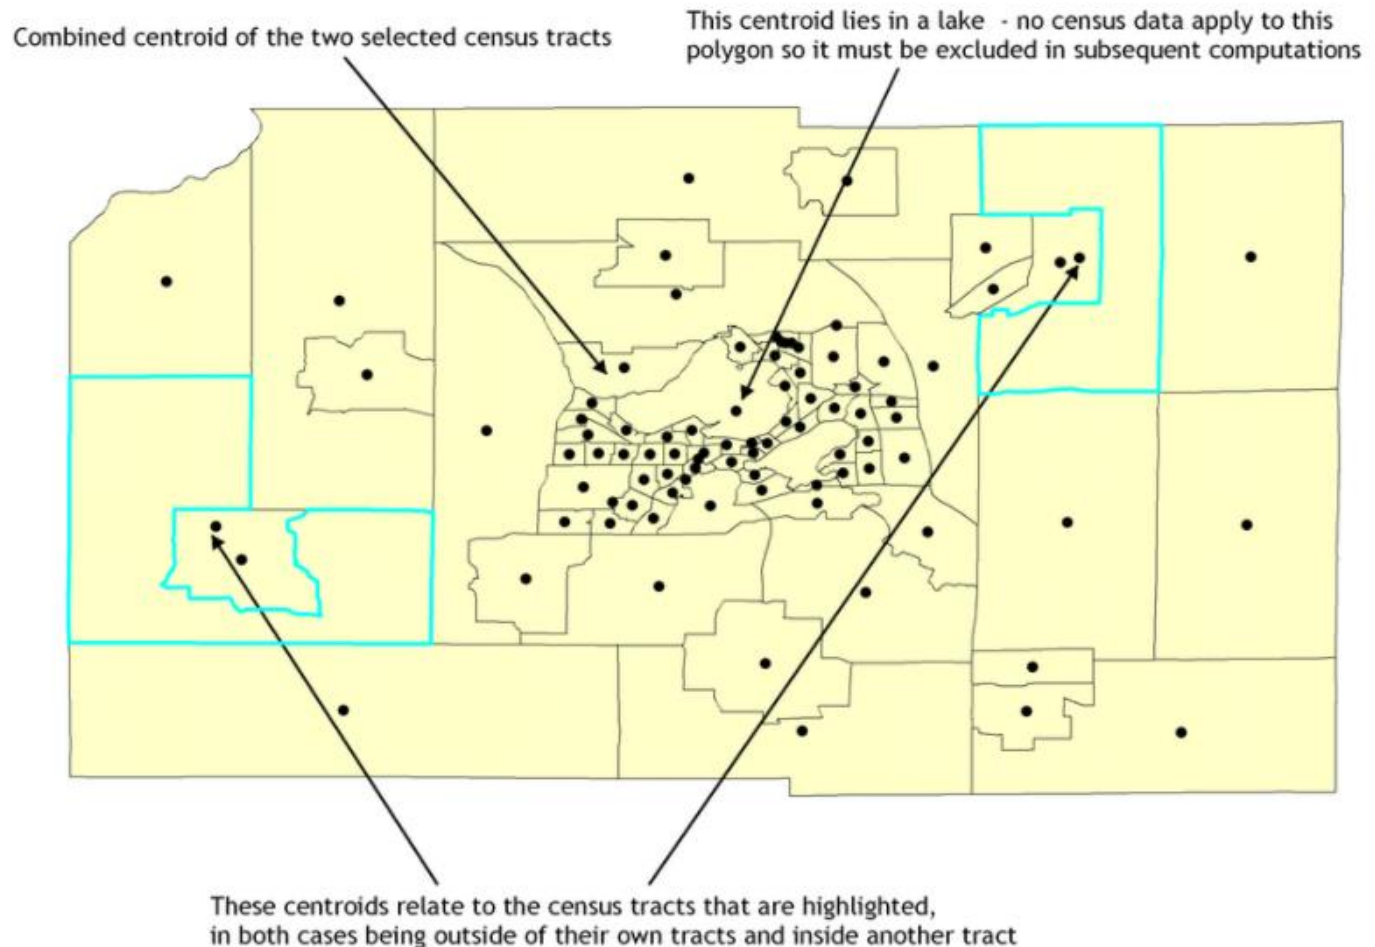 Combined centroid of the two selected census tracts
This centroid lies in a lake - no census data apply to this
polygon so it must be excluded in subsequent computations
These centroids relate to the census tracts that are highlighted,
in both cases being outside of their own tracts and inside another tract